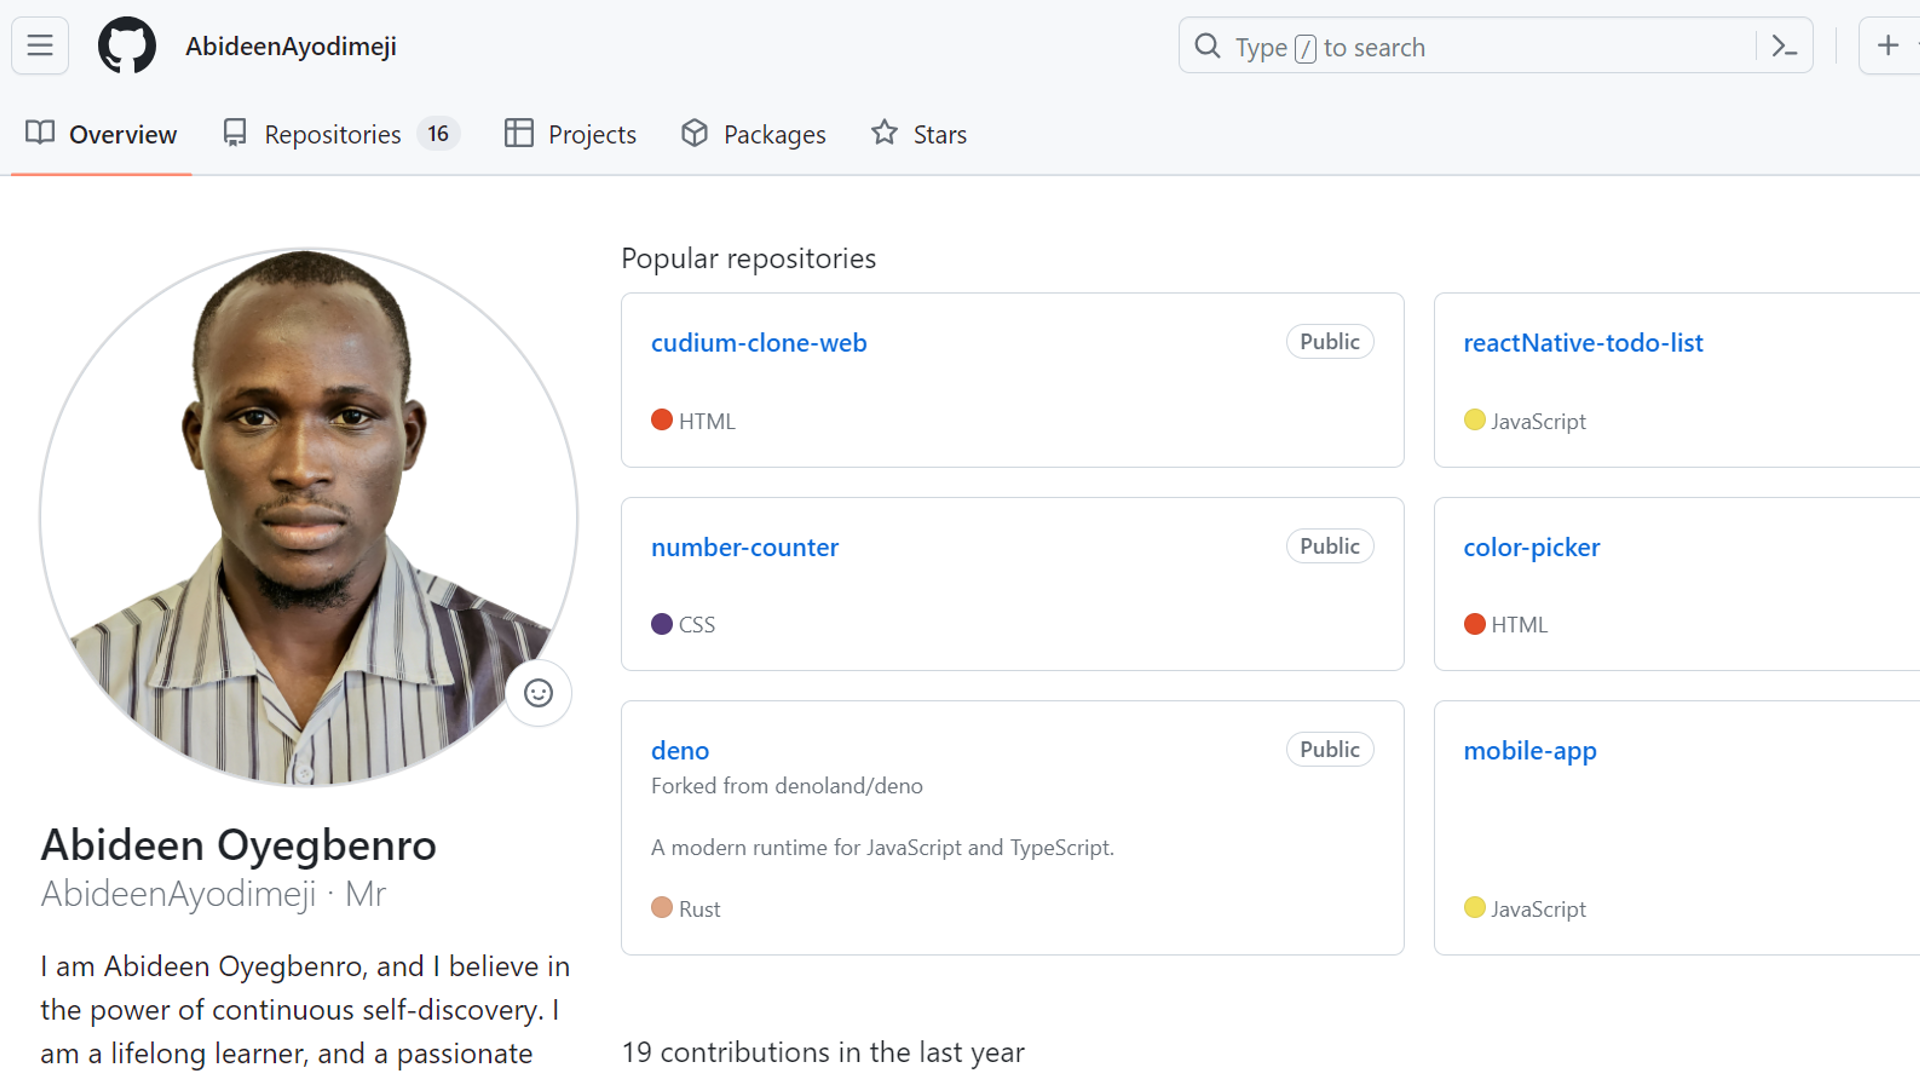 AbideenAyodimeji
Type / to search
Overview
Repositories 16
Projects
Packages
Stars
Popular repositories
cudium-clone-web
Public
HTML
reactNative-todo-list
JavaScript
number-counter
Public
CSS
color-picker
HTML
deno
Public
Forked from denoland/deno
A modern runtime for JavaScript and TypeScript.
Rust
mobile-app
JavaScript
Abideen Oyegbenro
AbideenAyodimeji · Mr
I am Abideen Oyegbenro, and I believe in
the power of continuous self-discovery. I
am a lifelong learner, and a passionate
19 contributions in the last year